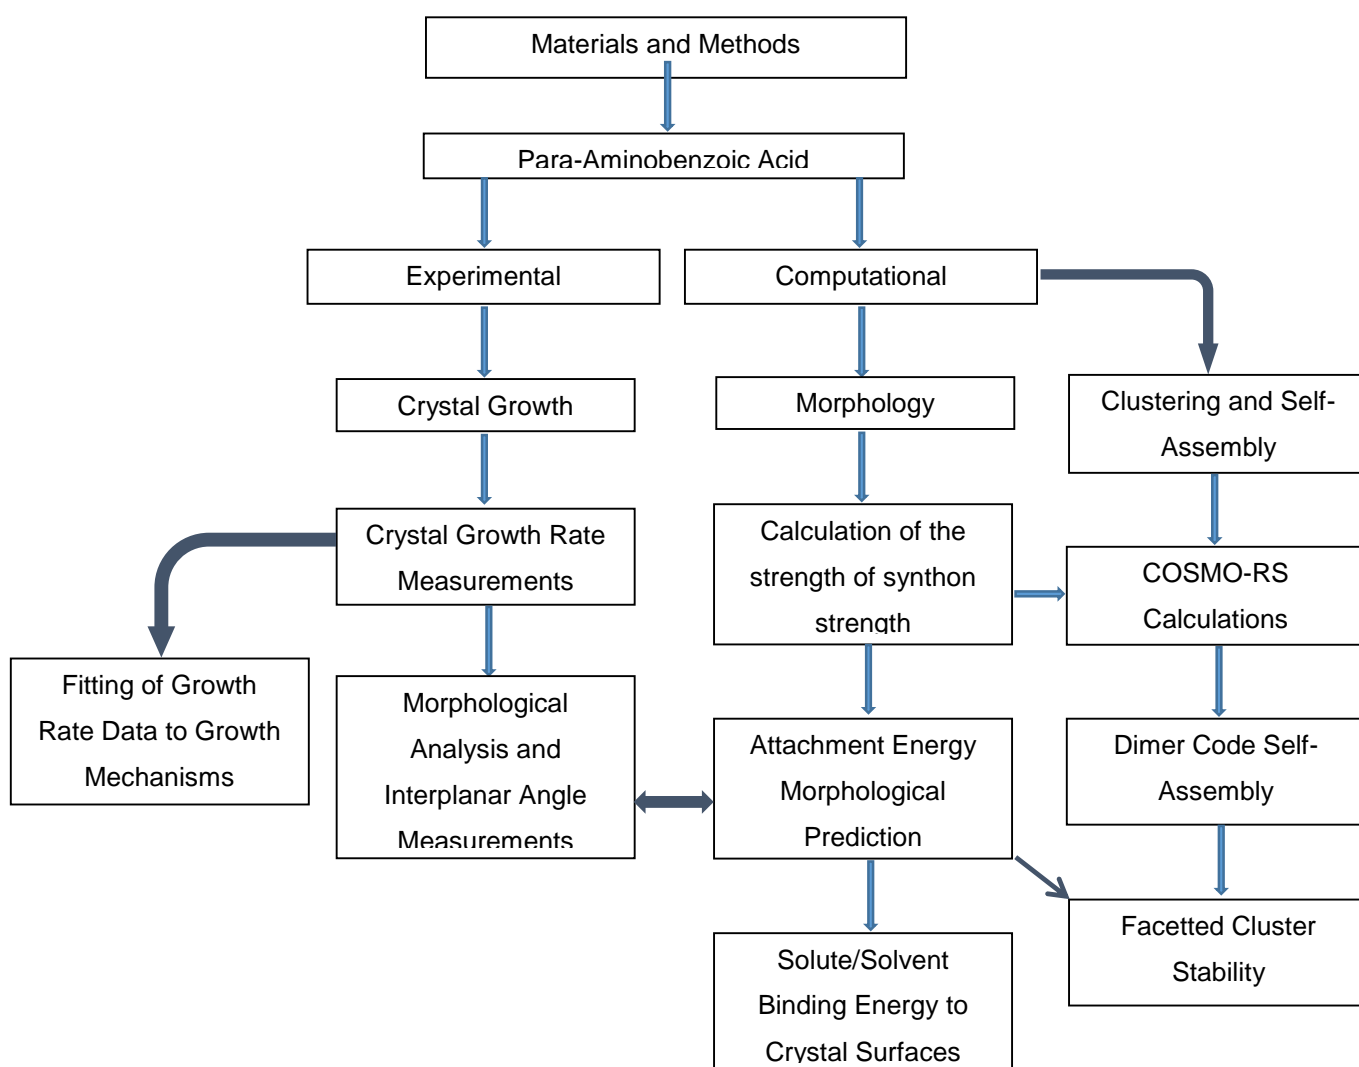 Materials and Methods
Para-Aminobenzoic Acid
Experimental
Computational
Crystal Growth
Morphology
Clustering and Self-
Assembly
Crystal Growth Rate
Measurements
Calculation of the
strength of synthon
strength
COSMO-RS
Calculations
Fitting of Growth
Rate Data to Growth
Mechanisms
Morphological
Analysis and
Interplanar Angle
Measurements
Attachment Energy
Morphological
Prediction
Dimer Code Self-
Assembly
Solute/Solvent
Binding Energy to
Crystal Surfaces
Facetted Cluster
Stability